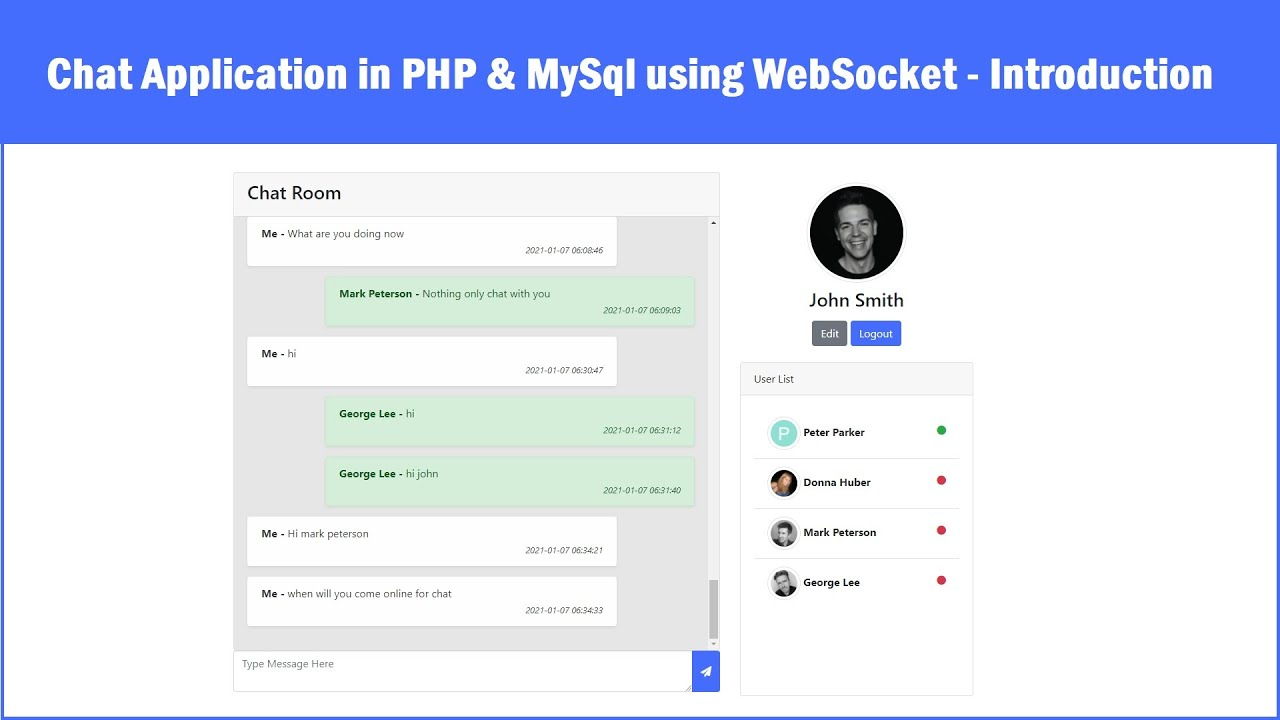 Chat Application in PHP & MySql using WebSocket - Introduction
Chat Room
Me - What are you doing now
2021-01-07 06:08:46
Mark Peterson - Nothing only chat with you
2021-01-07 06:09:03
Me - hi
2021-01-07 06:30:47
George Lee - hi
2021-01-07 06:31:12
George Lee - hi john
2021-01-07 06:31:40
Me - Hi mark peterson
2021-01-07 06:34:21
Me - when will you come online for chat
2021-01-07 06:34:33
Type Message Here
John Smith
Edit Logout
User List
P Peter Parker
Donna Huber
Mark Peterson
George Lee